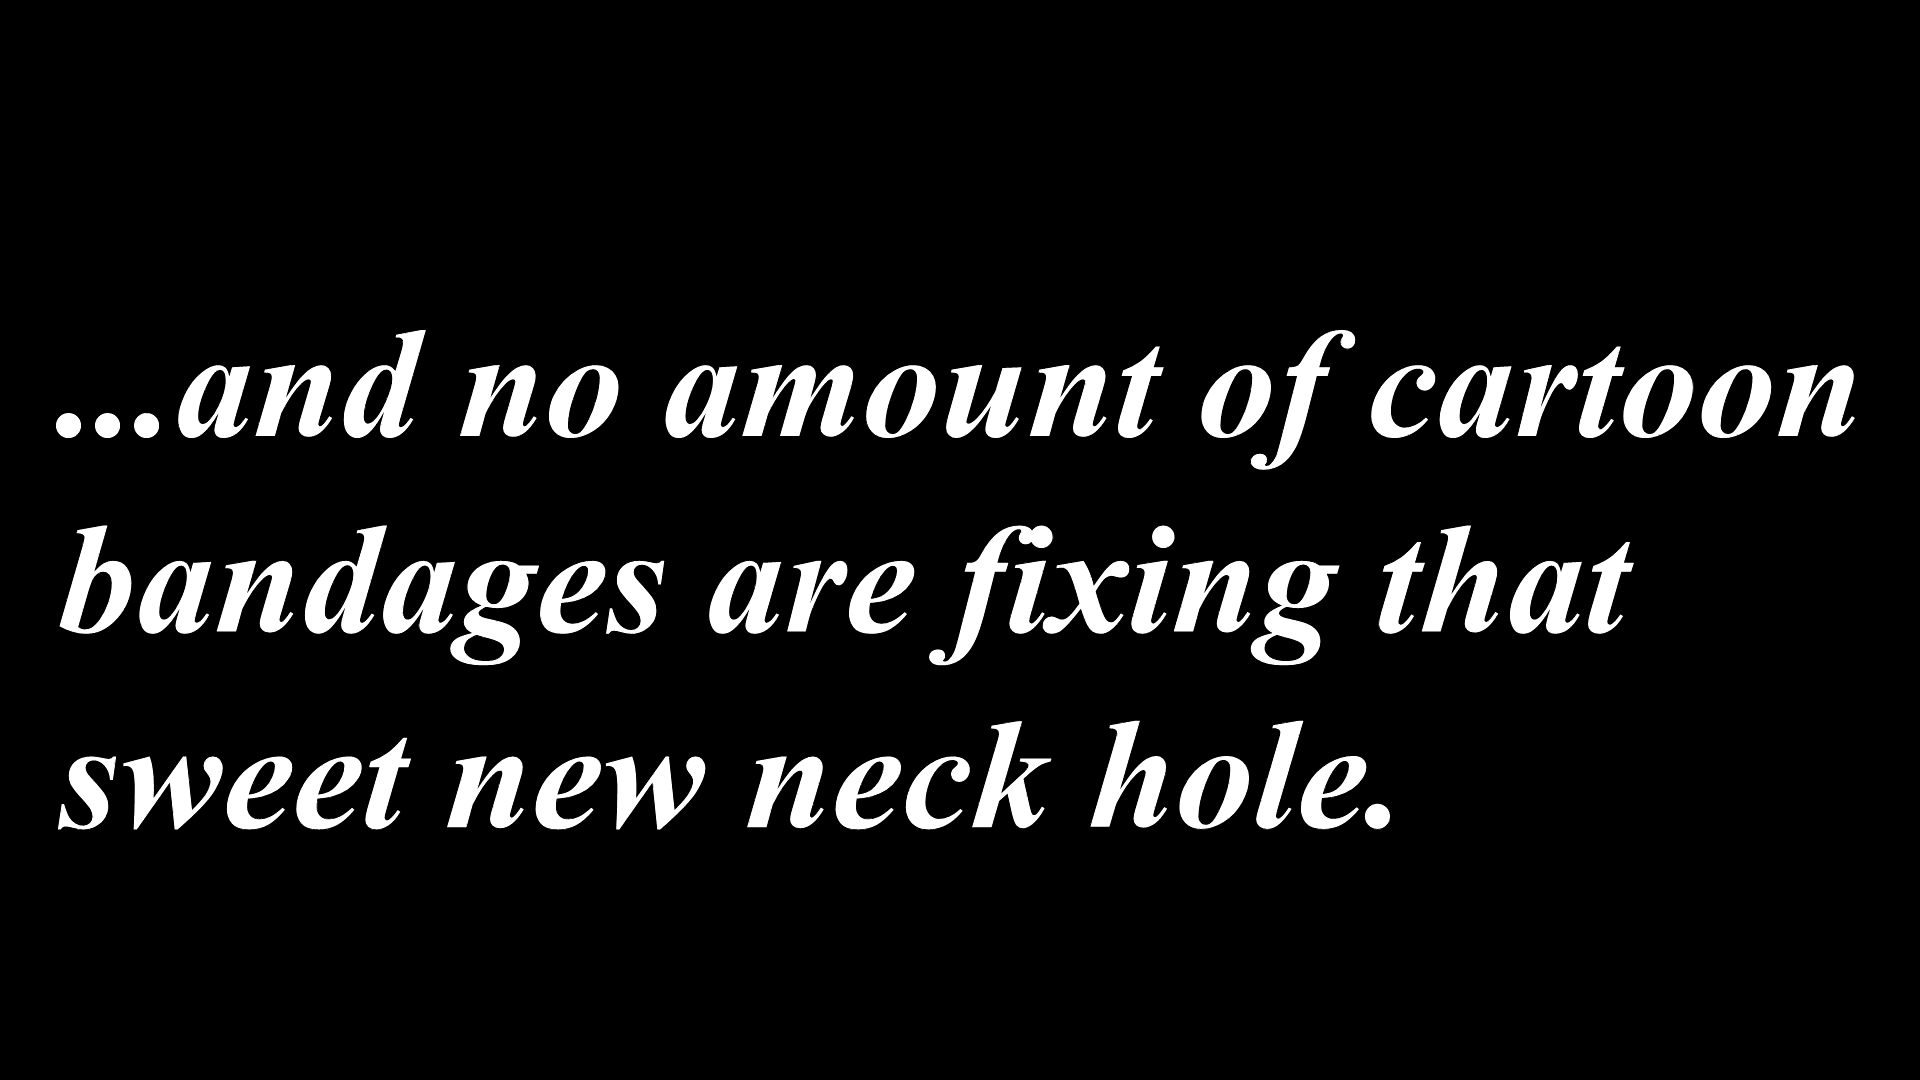 ...and no amount of cartoon
bandages are fixing that
sweet new neck hole.